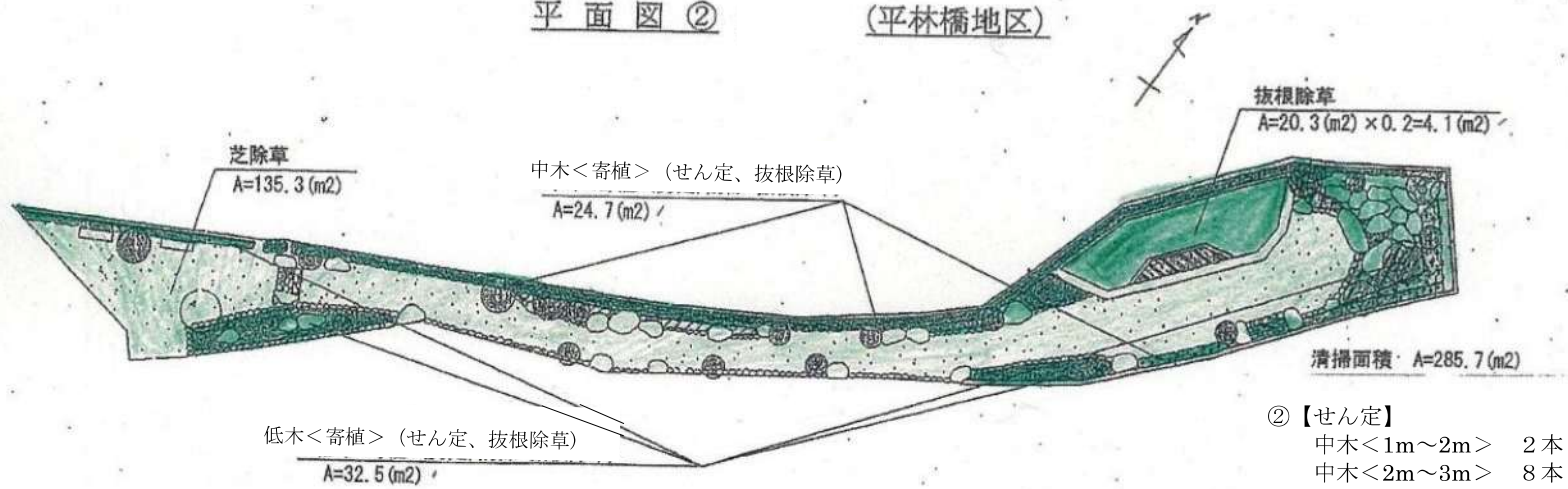 平面図② (平林橋地区)
N
抜根除草
A=20.3(m2)×0.2=4.1(m2)
芝除草
A=135.3(m2)
中木<寄植>(せん定、抜根除草)
A=24.7(m2)
清掃面積 A=285.7(m2)
低木<寄植>(せん定、抜根除草)
A=32.5(m2)
②【せん定】
中木<1m~2m> 2本
中木<2m~3m> 8本